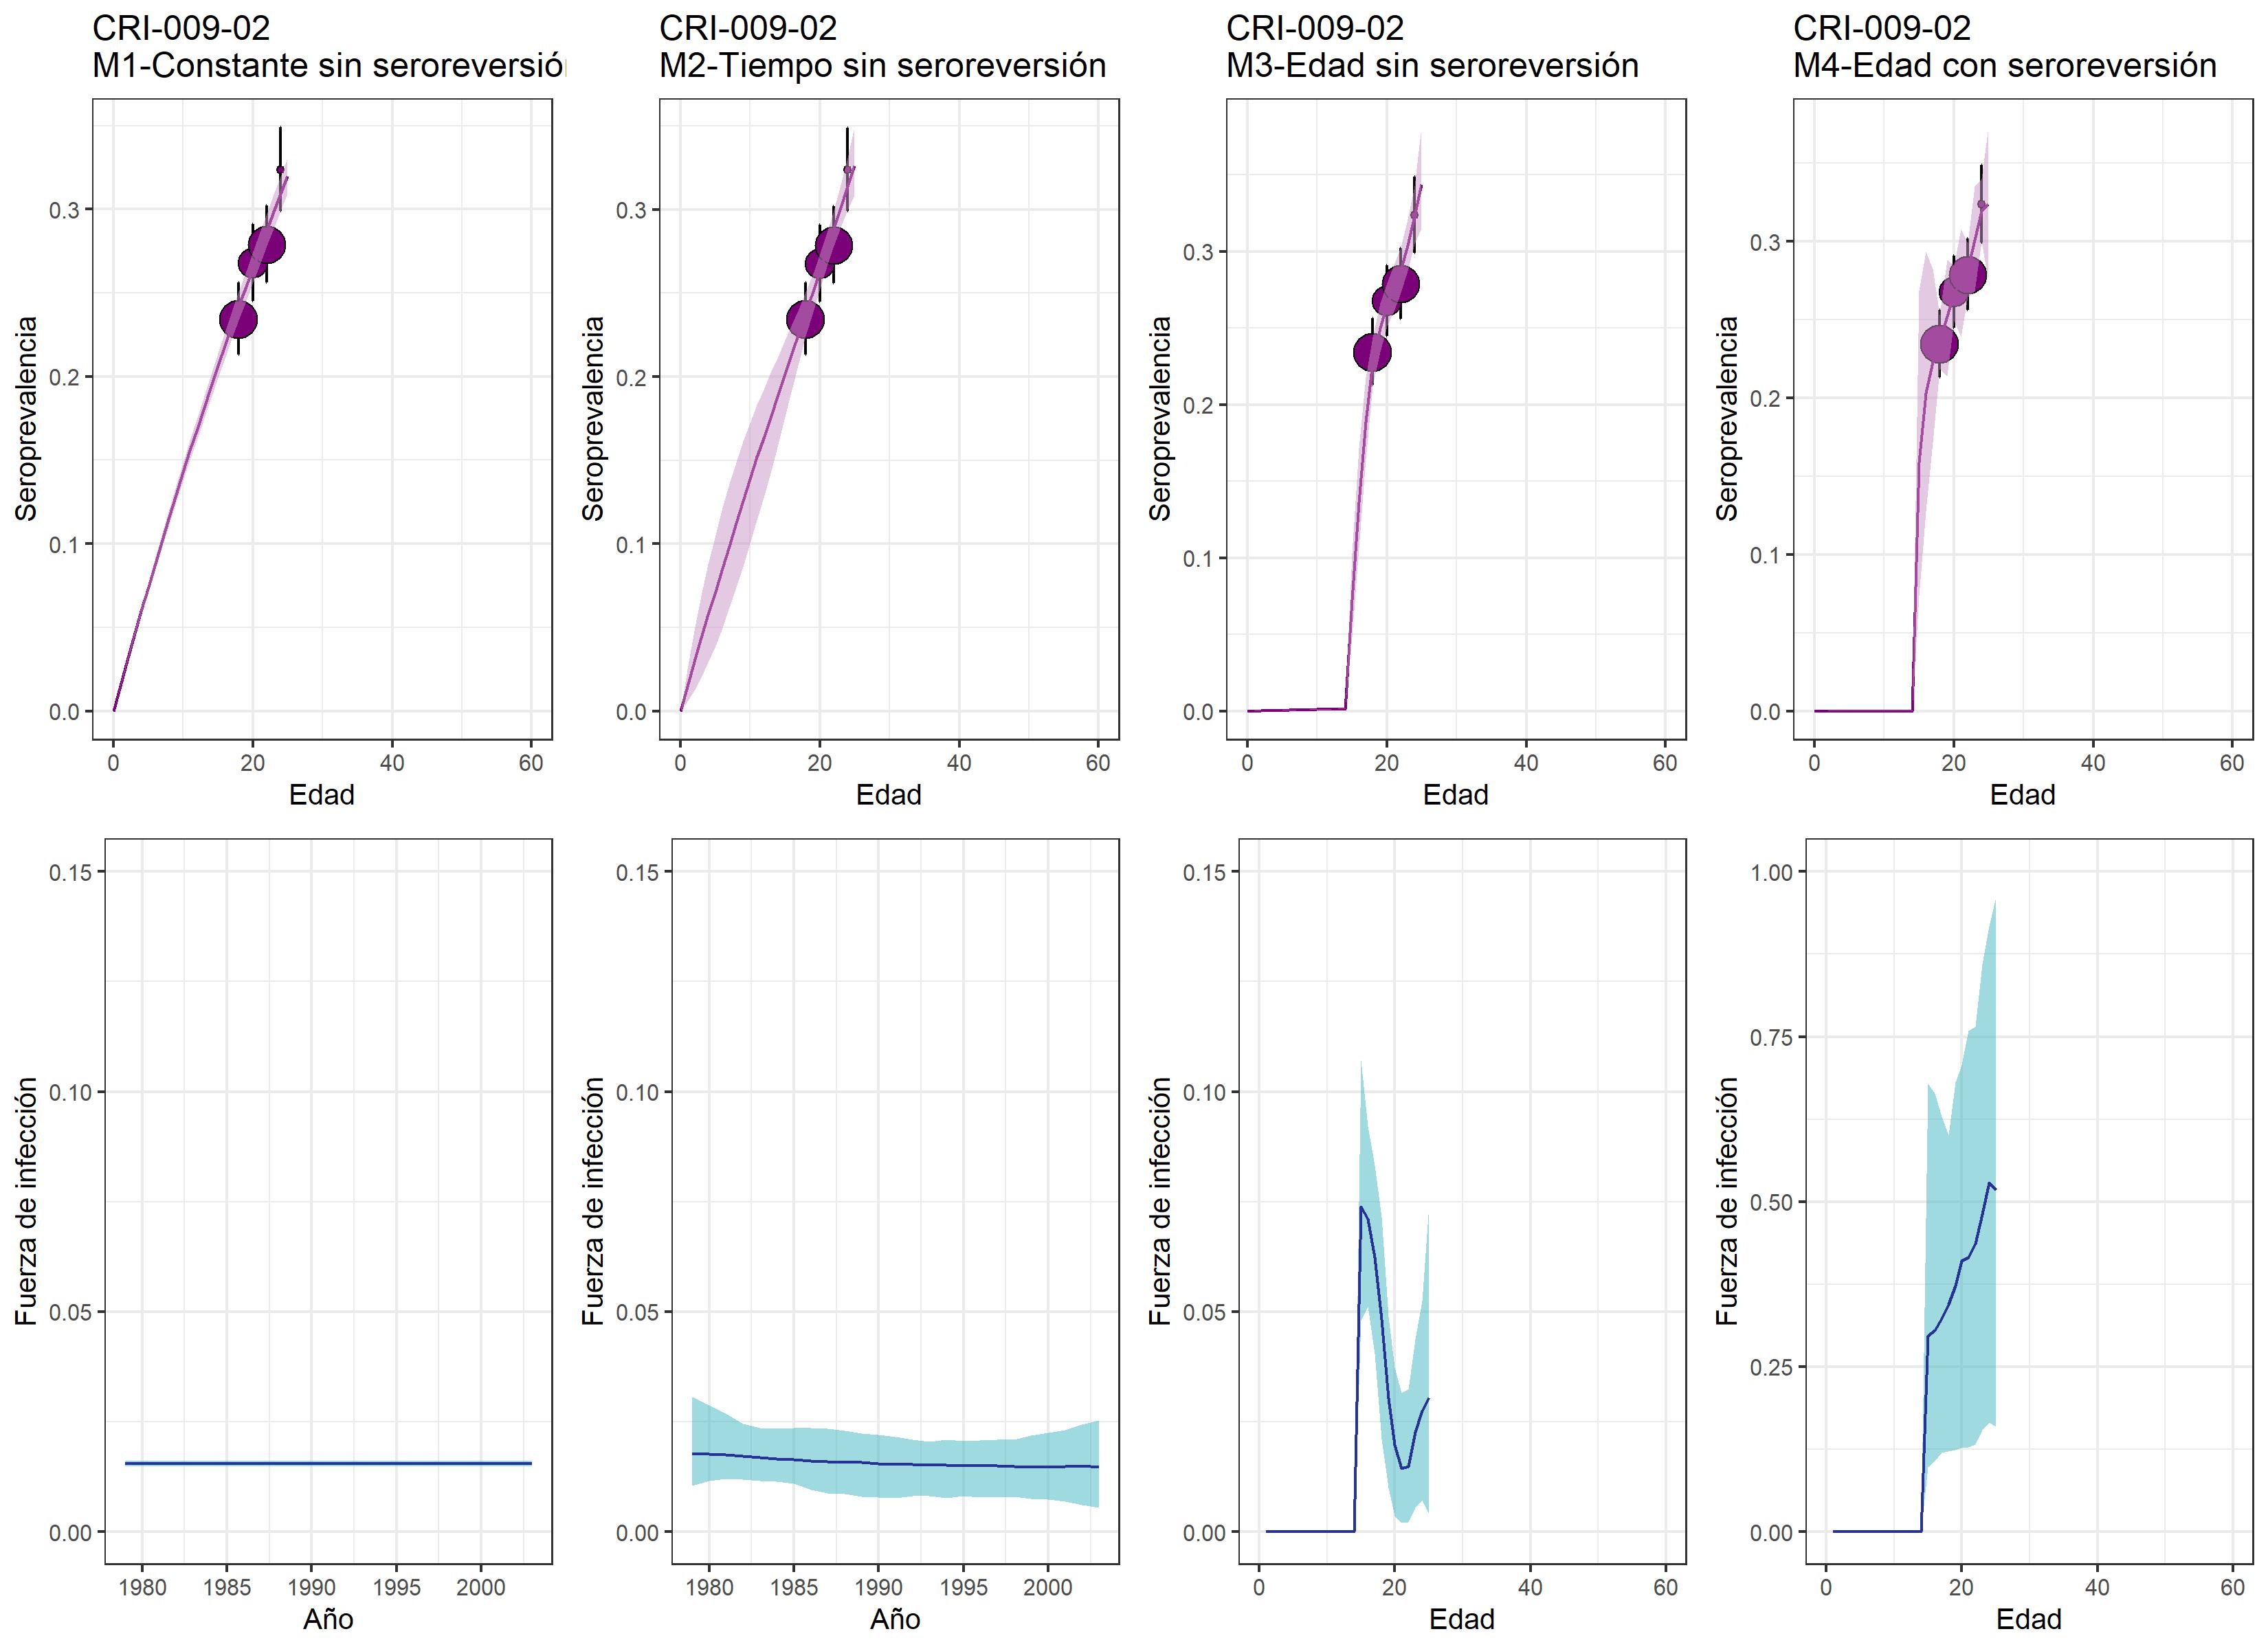 CRI-009-02
M1-Constante sin seroreversió
CRI-009-02
M2-Tiempo sin seroreversión
CRI-009-02
M3-Edad sin seroreversión
CRI-009-02
M4-Edad con seroreversión
Seroprevalencia
0.3
0.2
0.1
0.0
0 20 40 60
Edad
Seroprevalencia
0.3
0.2
0.1
0.0
0 20 40 60
Edad
Seroprevalencia
0.3
0.2
0.1
0.0
0 20 40 60
Edad
Seroprevalencia
0.3
0.2
0.1
0.0
0 20 40 60
Edad
Fuerza de infección
0.15
0.10
0.05
0.00
1980 1985 1990 1995 2000
Año
Fuerza de infección
0.15
0.10
0.05
0.00
1980 1985 1990 1995 2000
Año
Fuerza de infección
0.15
0.10
0.05
0.00
0 20 40 60
Edad
Fuerza de infección
1.00
0.75
0.50
0.25
0.00
0 20 40 60
Edad